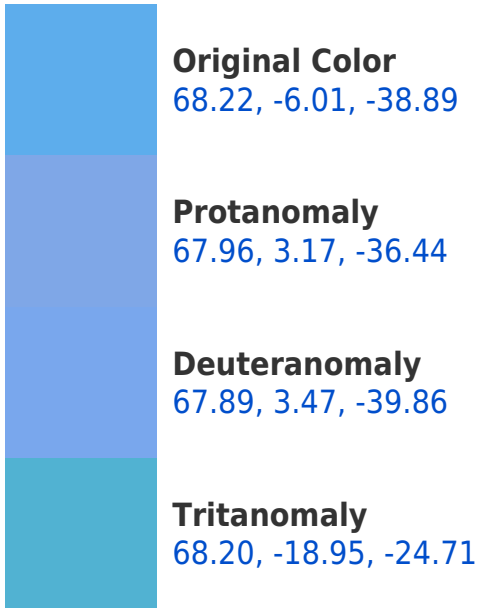 Original Color
68.22, -6.01, -38.89
Protanomaly
67.96, 3.17, -36.44
Deuteranomaly
67.89, 3.47, -39.86
Tritanomaly
68.20, -18.95, -24.71